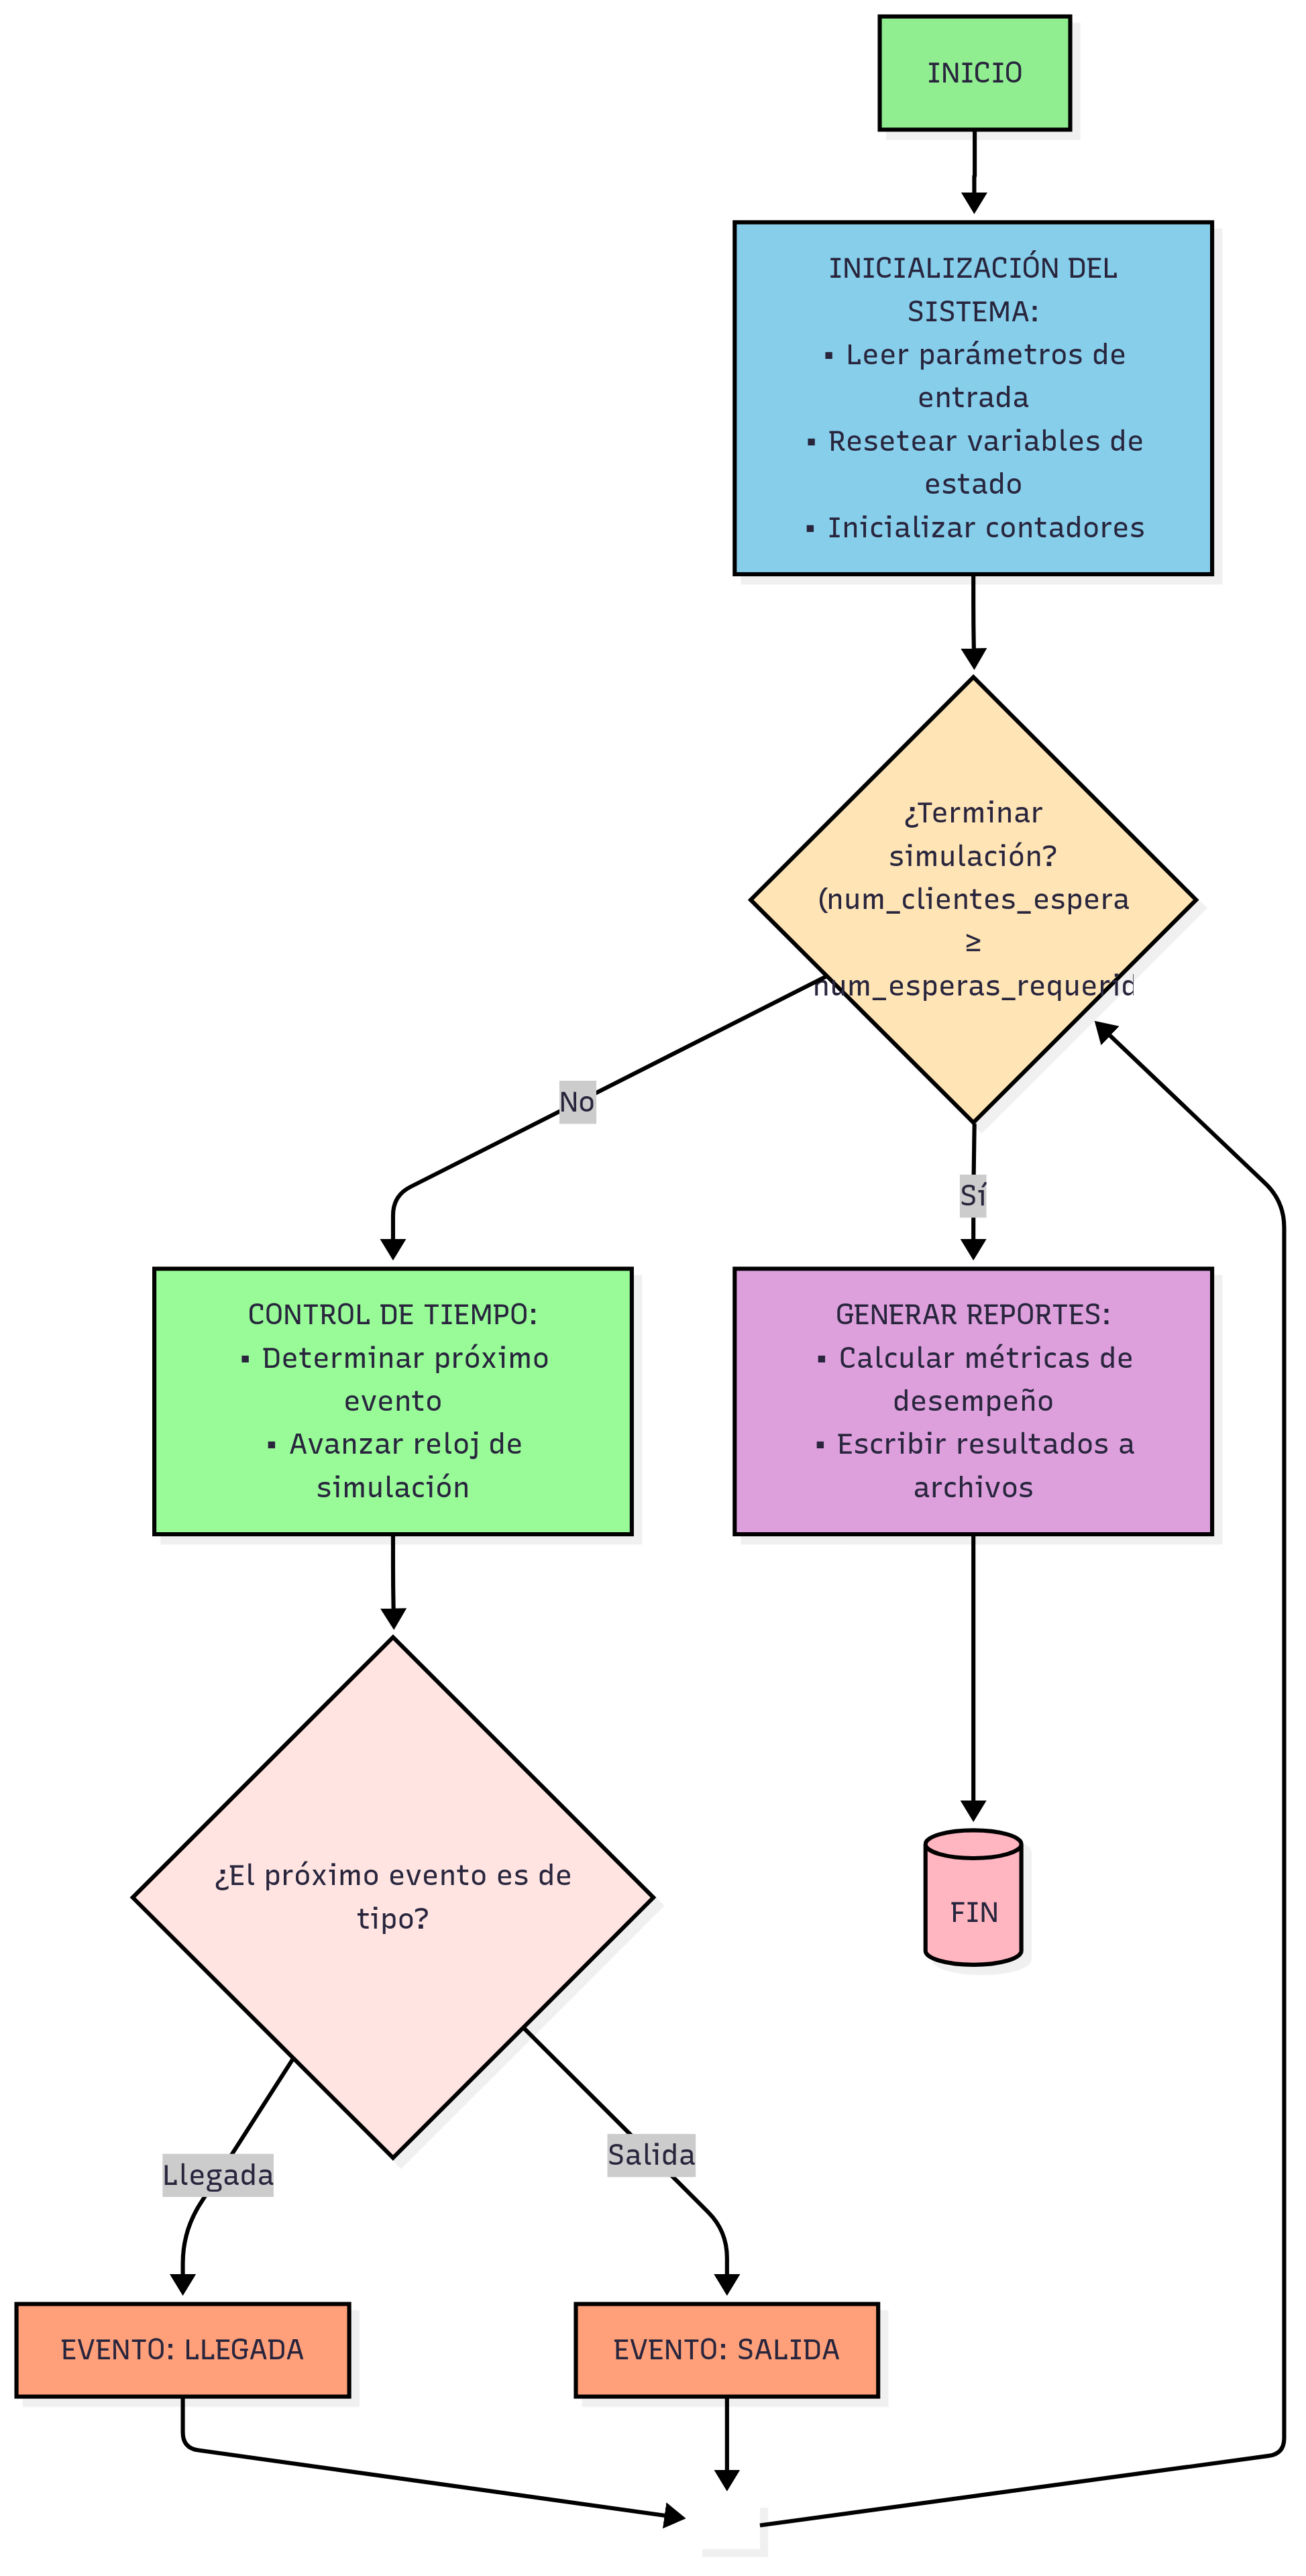 INICIO
INICIALIZACIÓN DEL
SISTEMA:
▪ Leer parámetros de
entrada
▪ Resetear variables de
estado
▪ Inicializar contadores
¿Terminar
simulación?
(num_clientes_espera
≥
num_esperas_requerid
No
Sí
CONTROL DE TIEMPO:
▪ Determinar próximo
evento
▪ Avanzar reloj de
simulación
GENERAR REPORTES:
▪ Calcular métricas de
desempeño
▪ Escribir resultados a
archivos
¿El próximo evento es de
tipo?
FIN
Llegada
Salida
EVENTO: LLEGADA
EVENTO: SALIDA